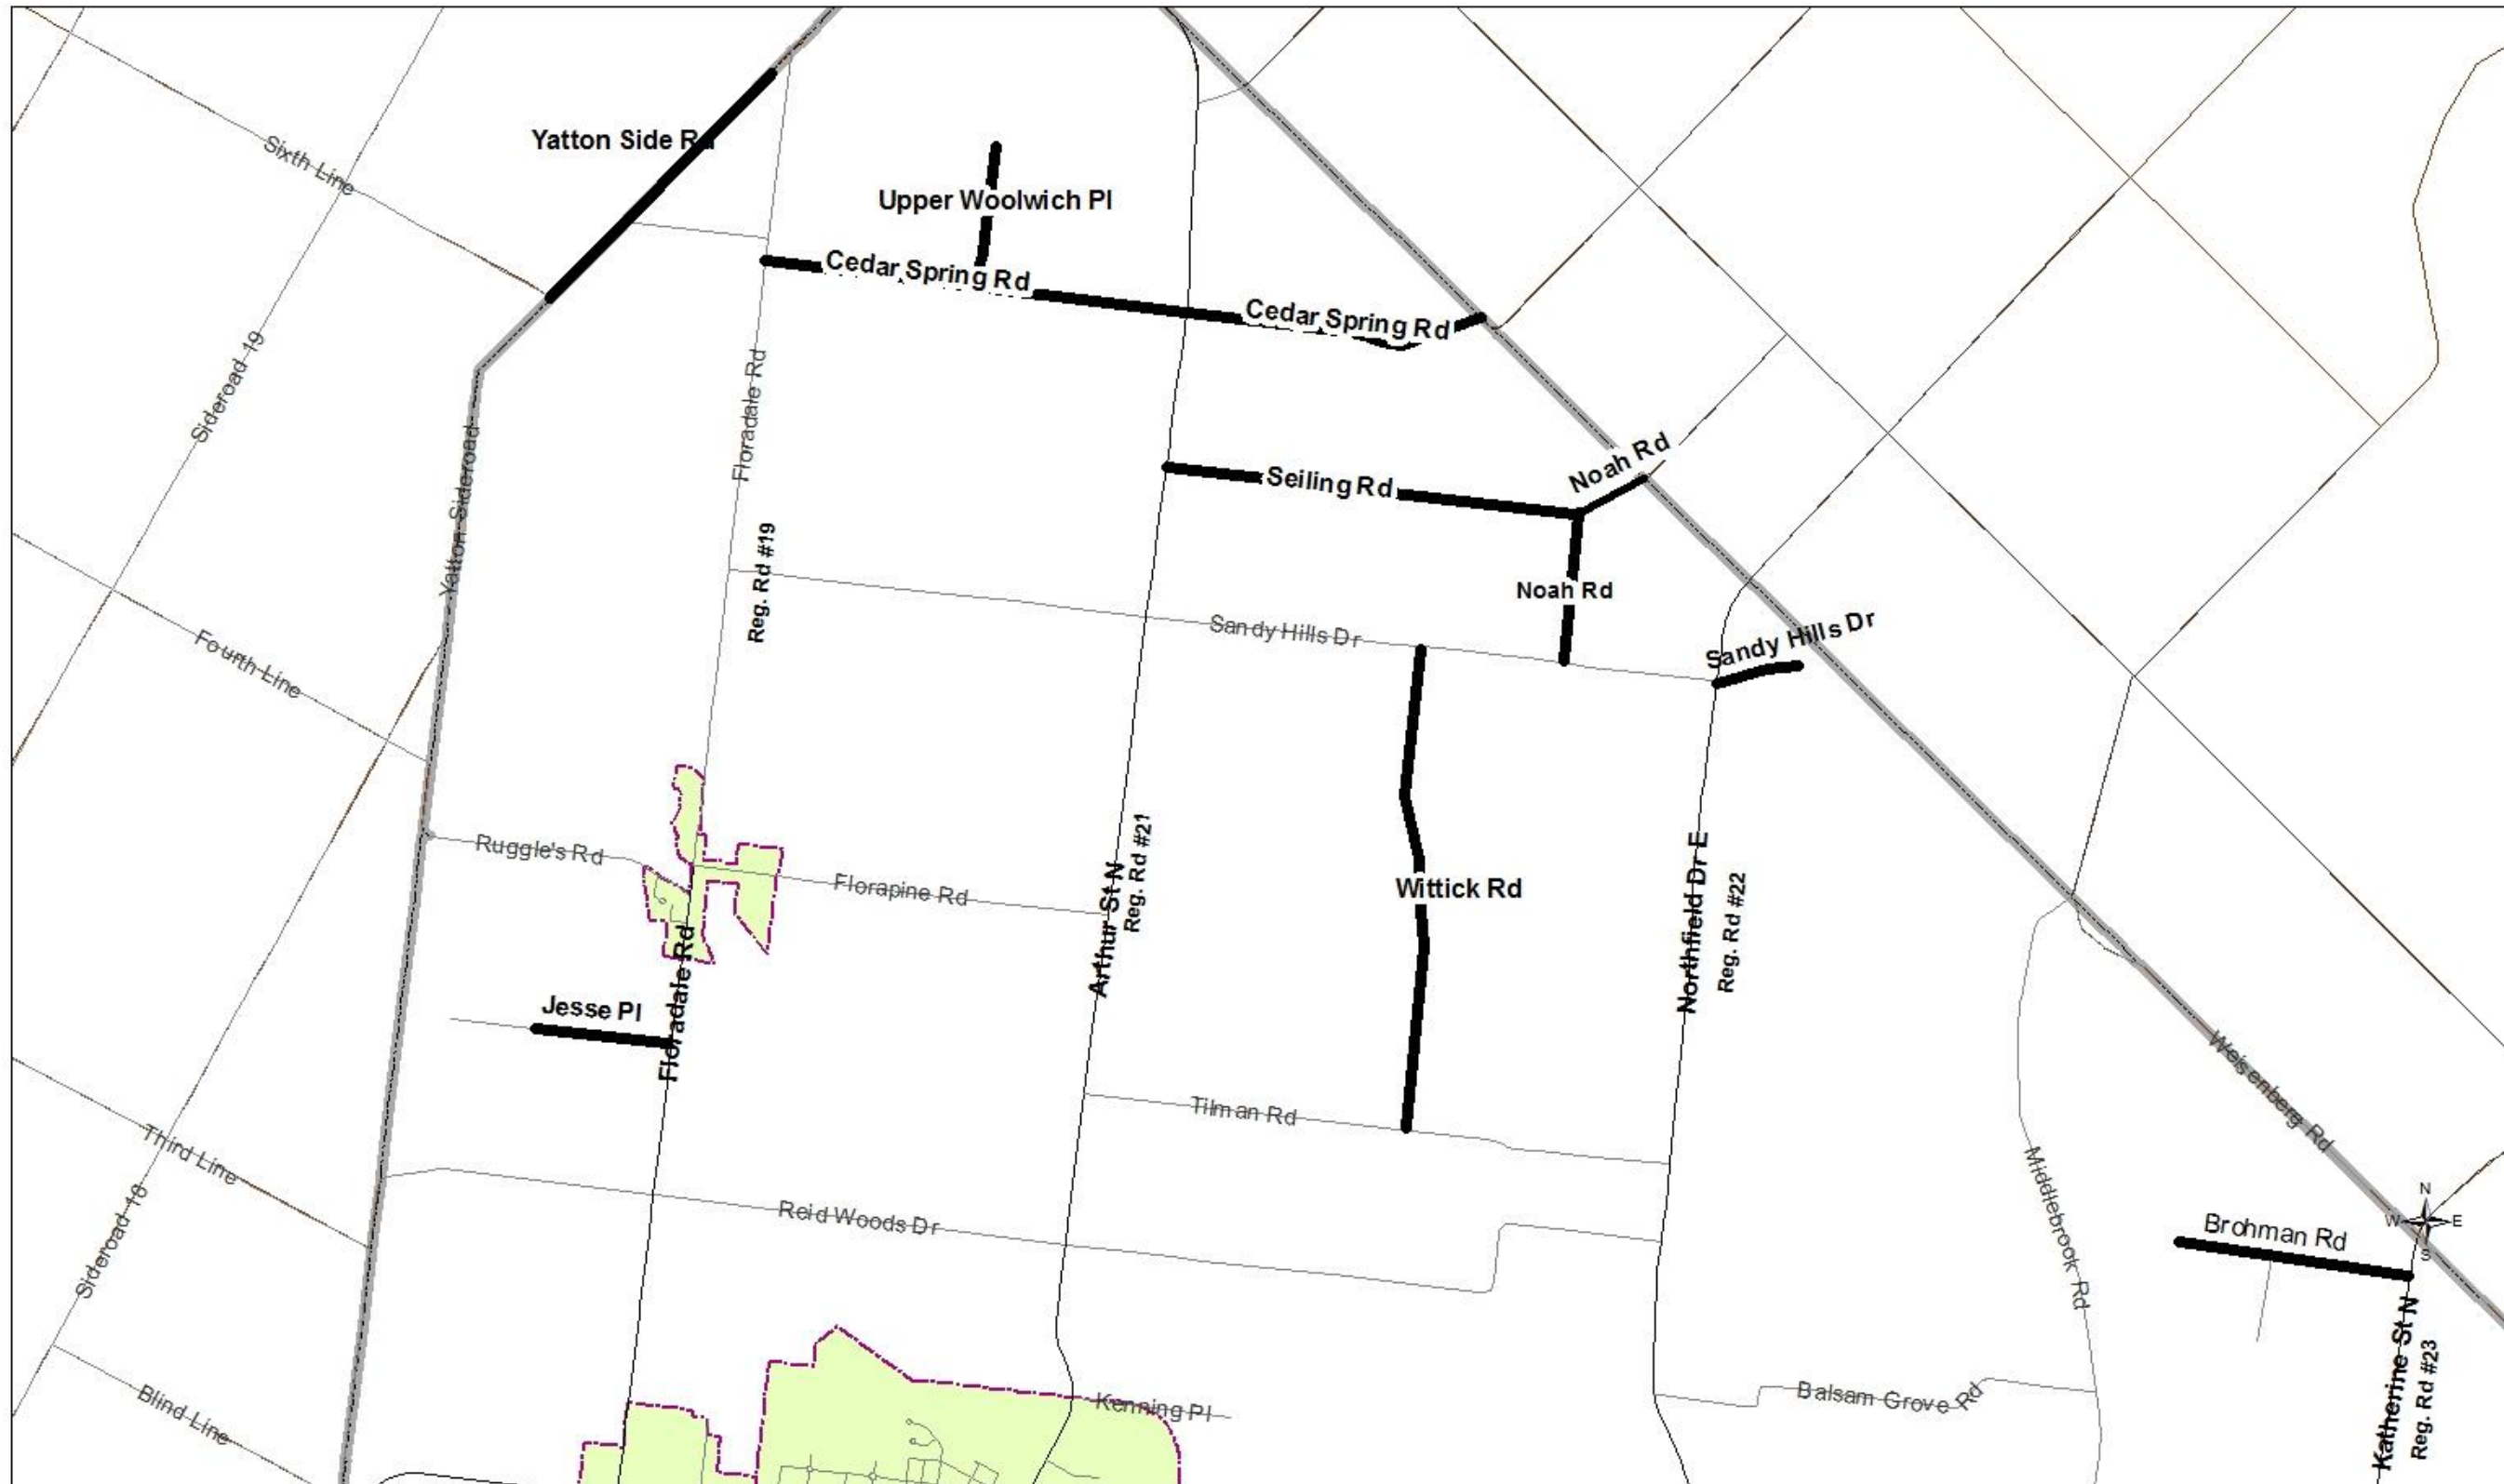 Yatton Side Rd
Sixth Line
Upper Woolwich Pl
Cedar Spring Rd
Cedar Spring Rd
Sideroad 19
Floradale Rd
Noah Rd
Seiling Rd
Yatton Sideroad
Reg. Rd #19
Noah Rd
Sandy Hills Dr
Sandy Hills Dr
Fourth Line
Ruggle's Rd
Florapine Rd
Arthur St N
Reg. Rd #21
Wittick Rd
Northfield Dr E
Reg. Rd #22
Floradale Rd
Jesse Pl
Weisenberg Rd
Tilman Rd
Third Line
Sideroad 18
Reid Woods Dr
Middlebrook Rd
N
W E
S
Brohman Rd
Katherine St N
Reg. Rd #23
Balsam Grove Rd
Kenning Pl
Blind Line